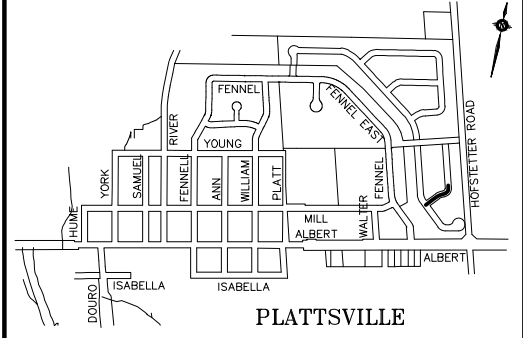 FENNEL
FENNEL EAST
RIVER
HOFSTETTER ROAD
YOUNG
YORK
SAMUEL
FENNELL
ANN
WILLIAM
PLATT
FENNEL
HUME
MILL
WALTER
ALBERT
ALBERT
ISABELLA
ISABELLA
DOURO
PLATTSVILLE